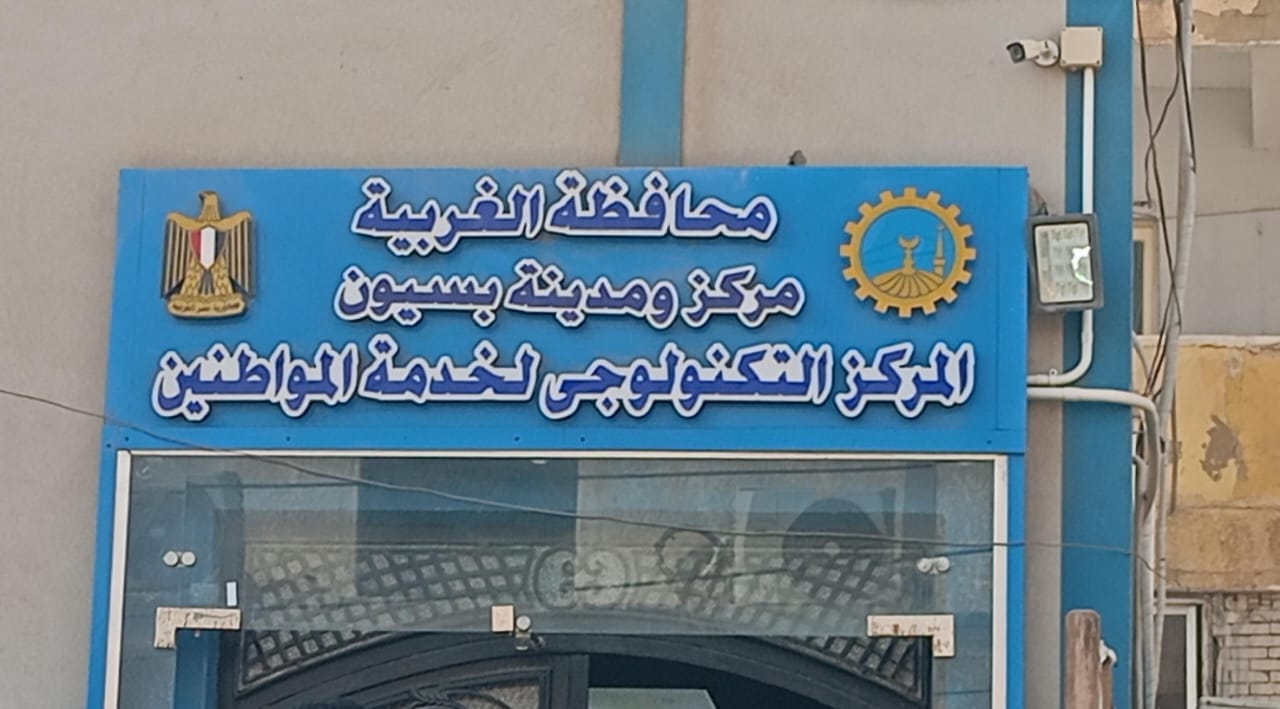 محافظة الغربية
مركز ومدينة بسيون
المركز التكنولوجى لخدمة المواطنين